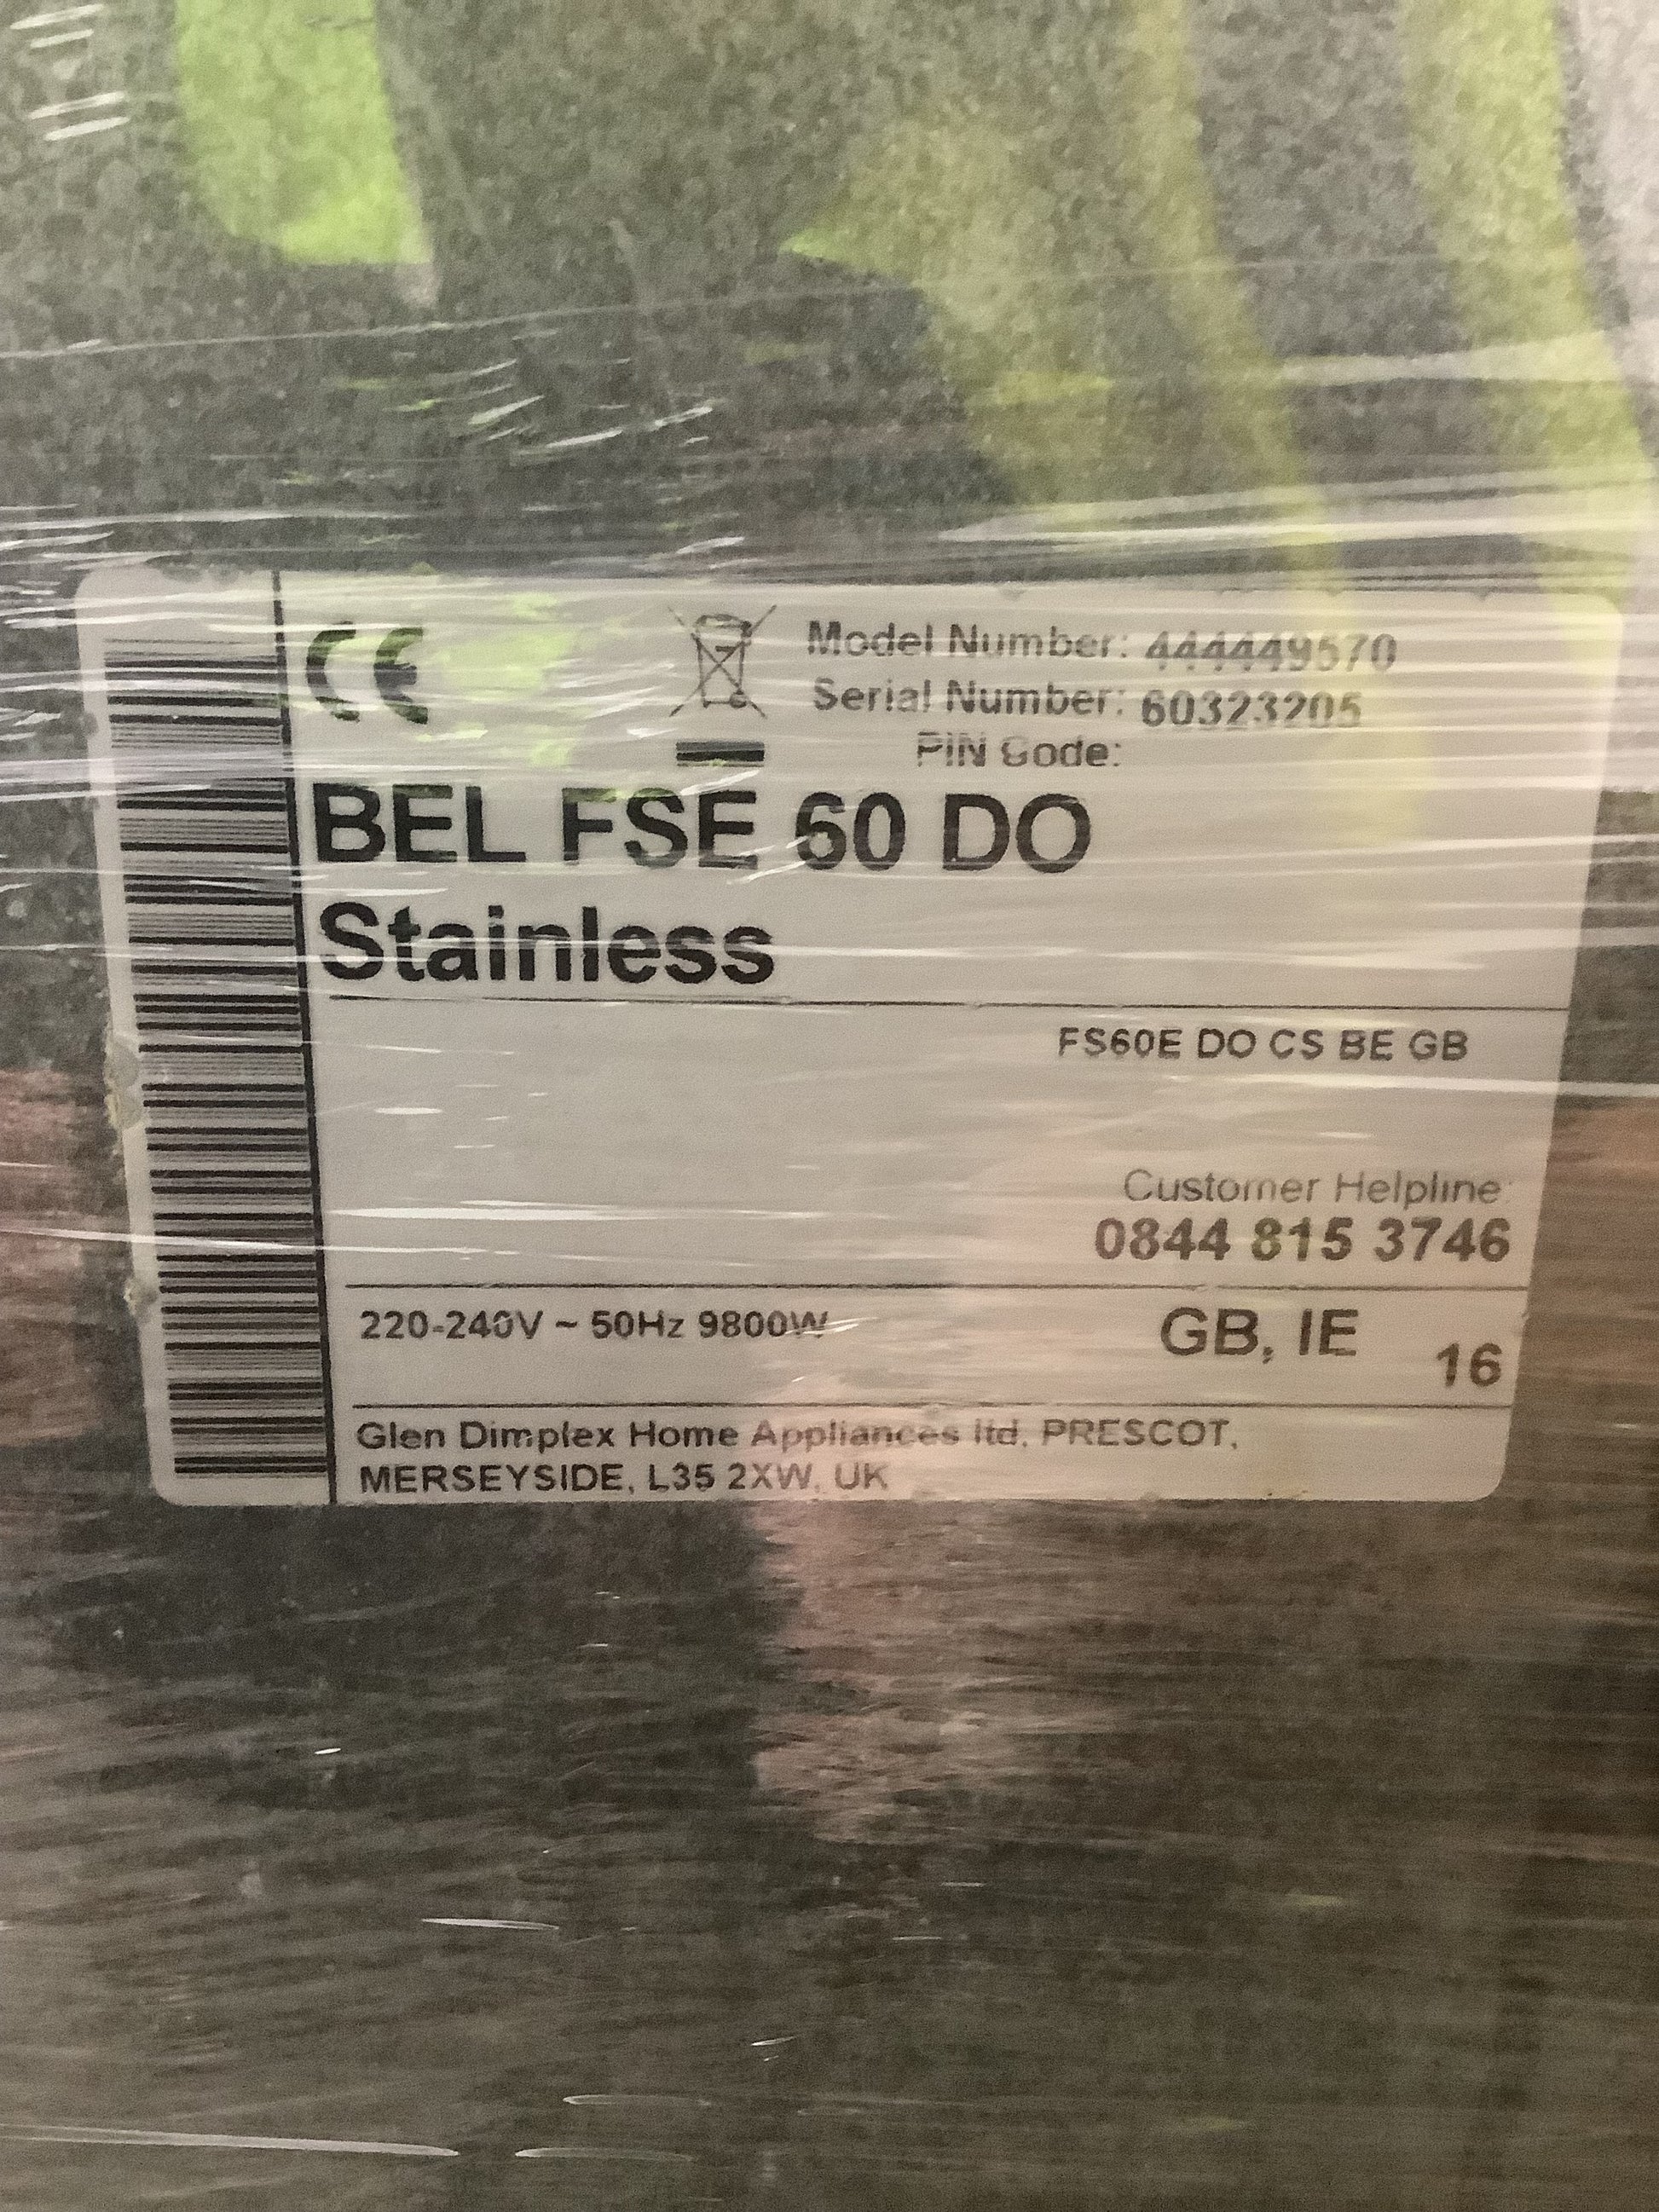 CE
Model Number: 444449570
Serial Number: 60323205
PIN Code:
BEL FSE 60 DO
Stainless
FS60E DO CS BE GB
Customer Helpline:
0844 815 3746
220-240V ~ 50Hz 9800W
GB, IE
16
Glen Dimplex Home Appliances ltd, PRESCOT,
MERSEYSIDE, L35 2XW, UK